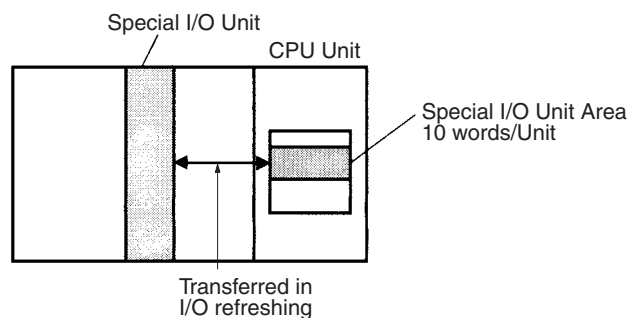 Special I/O Unit
CPU Unit
Special I/O Unit Area
10 words/Unit
Transferred in
I/O refreshing